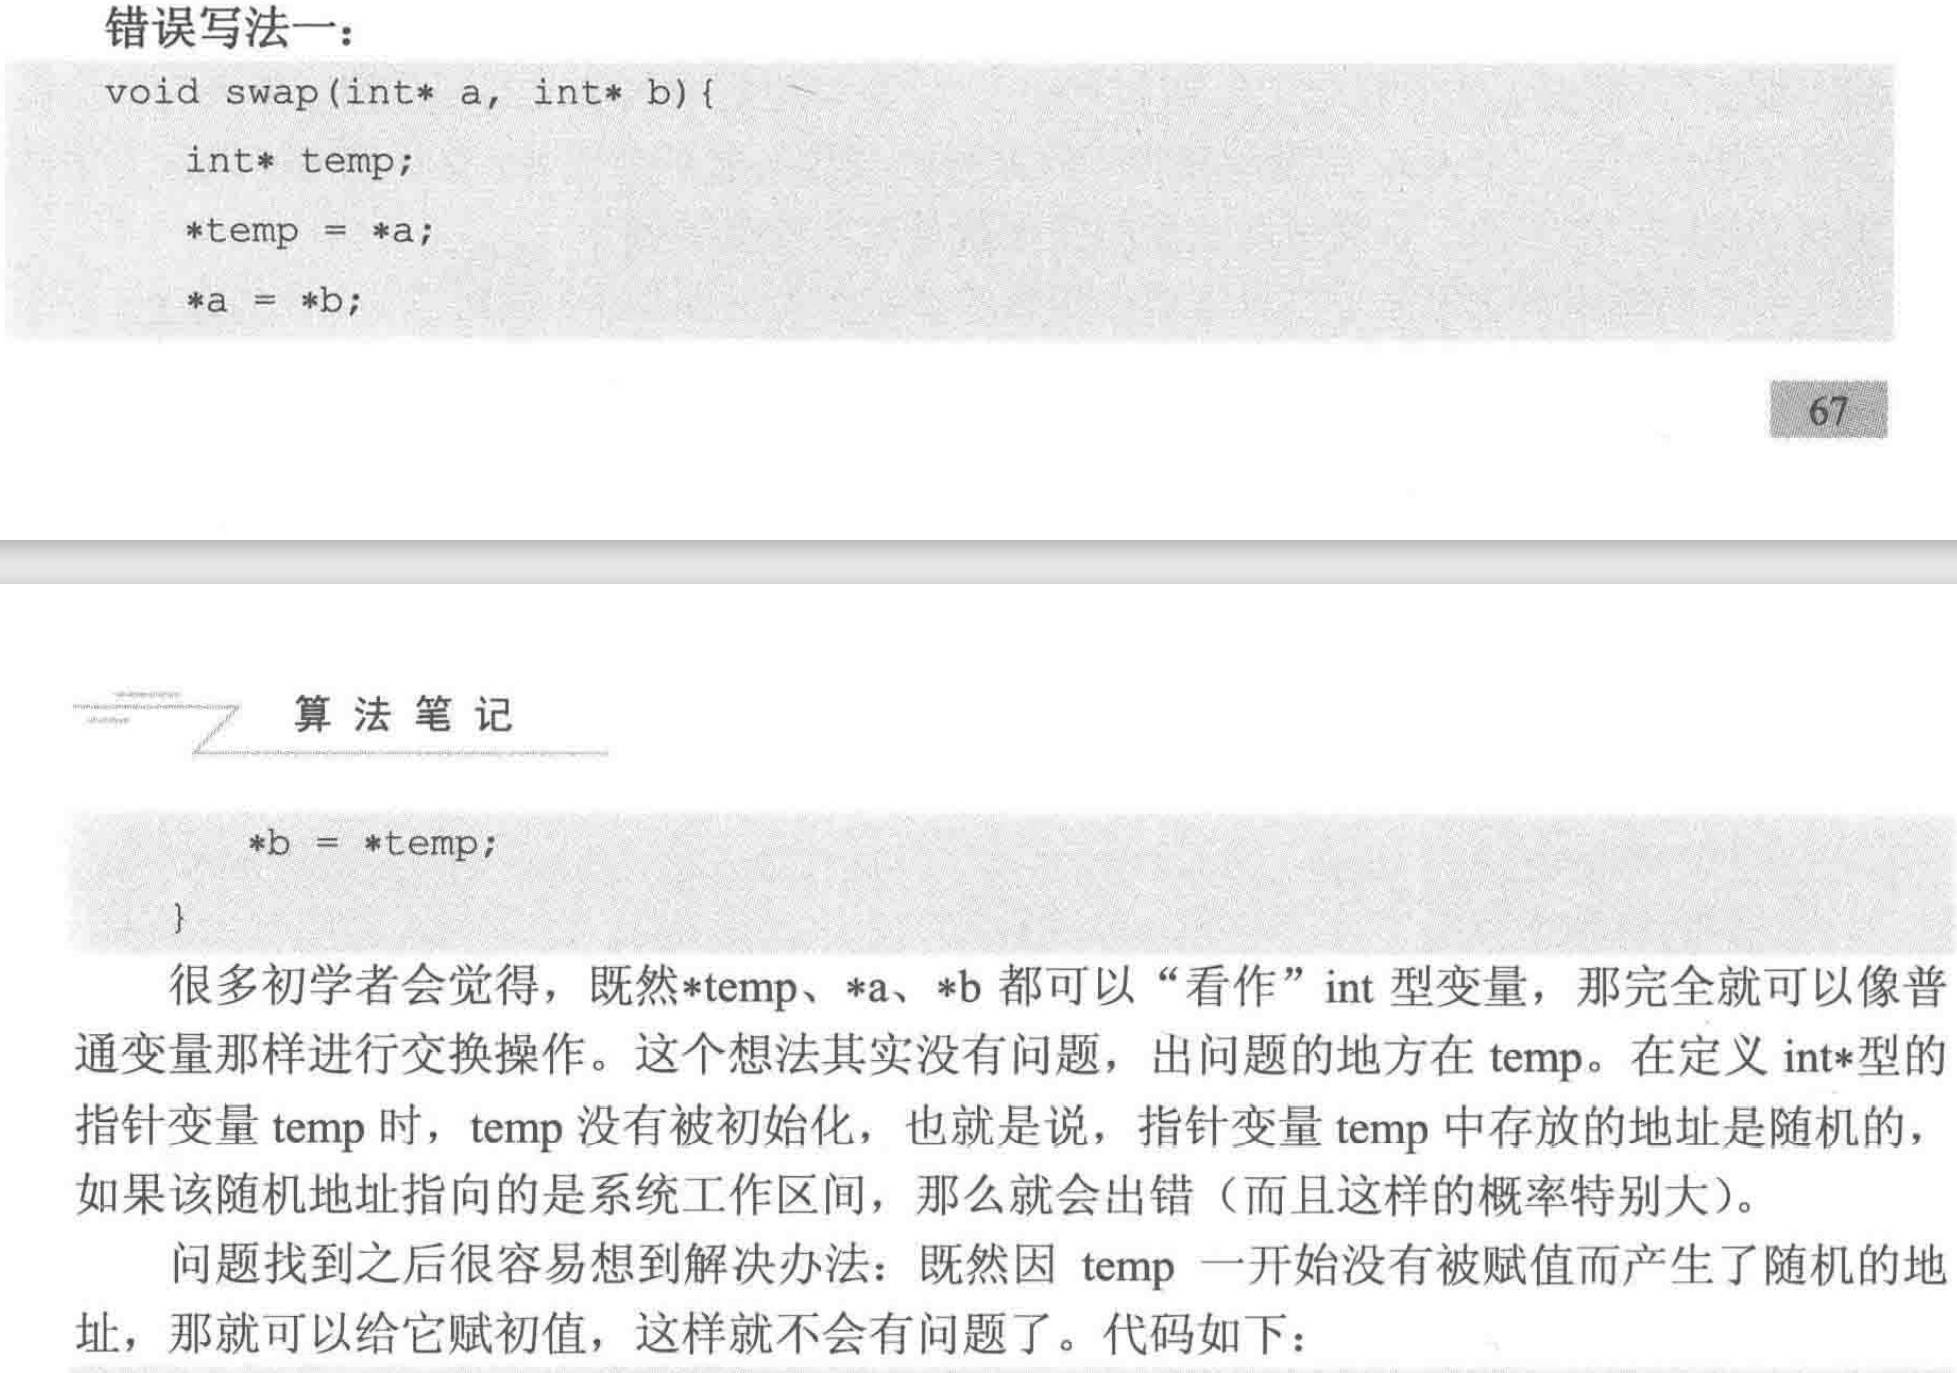 错误写法一：
void swap(int* a, int* b){
int* temp;
*temp = *a;
*a = *b;
67
算法笔记
*b = *temp;
}
很多初学者会觉得，既然*temp、*a、*b 都可以“看作”int 型变量，那完全就可以像普
通变量那样进行交换操作。这个想法其实没有问题，出问题的地方在 temp。在定义 int*型的
指针变量 temp 时，temp 没有被初始化，也就是说，指针变量 temp 中存放的地址是随机的，
如果该随机地址指向的是系统工作区间，那么就会出错（而且这样的概率特别大）。
问题找到之后很容易想到解决办法：既然因 temp 一开始没有被赋值而产生了随机的地
址，那就可以给它赋初值，这样就不会有问题了。代码如下：